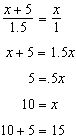 (x + 5)/1.5 = x/1
x + 5 = 1.5x
5 = .5x
10 = x
10 + 5 = 15